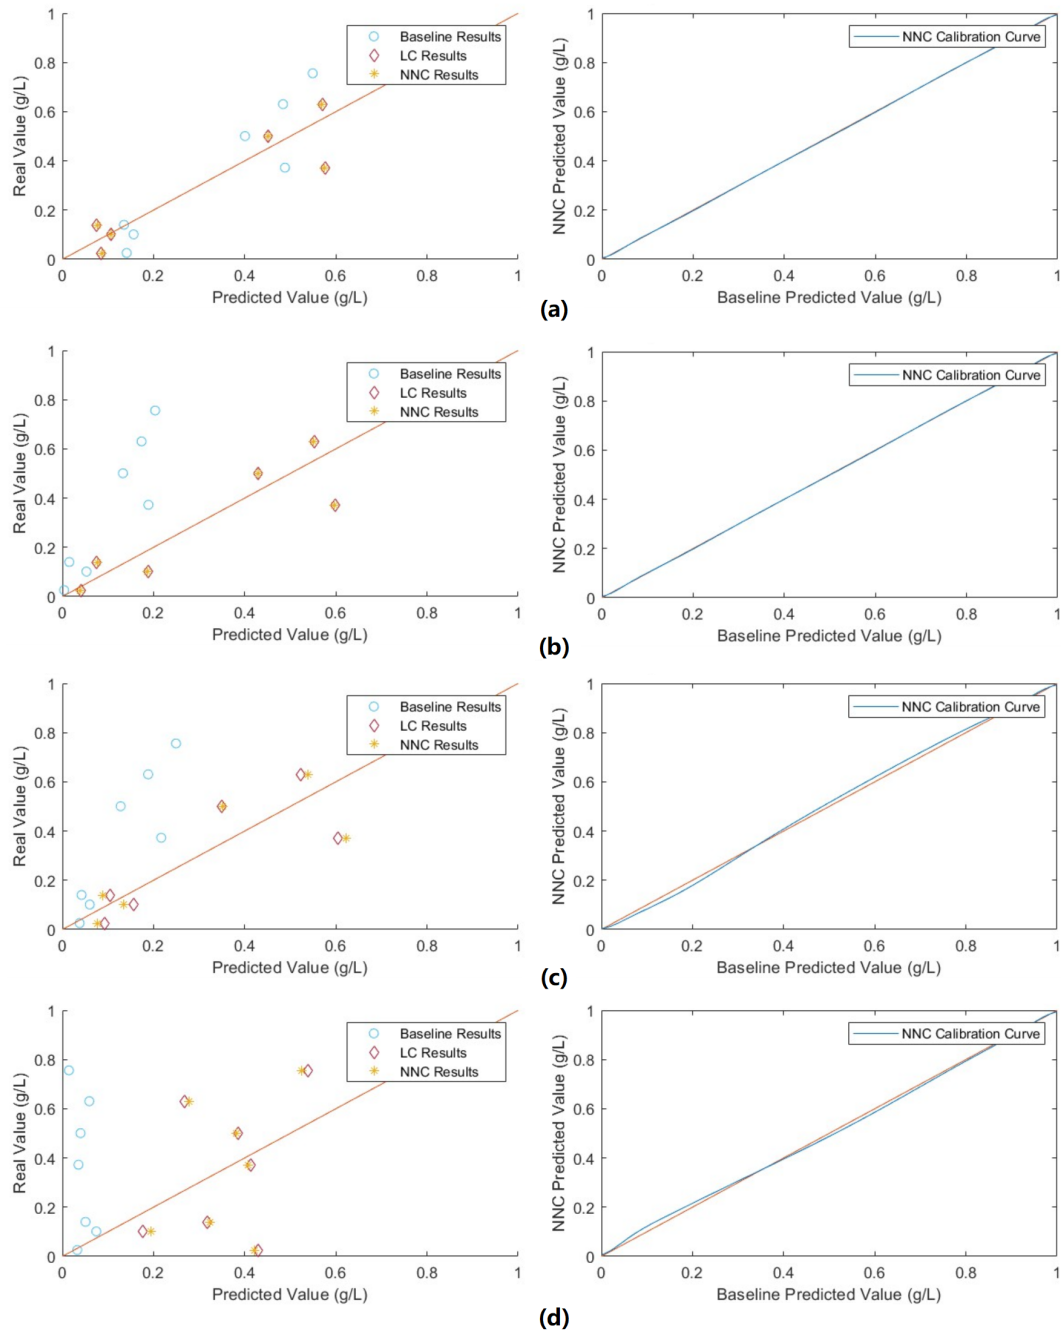 1
0.8
0.6
0.4
0.2
0
Real Value (g/L)
Baseline Results
LC Results
NNC Results
0 0.2 0.4 0.6 0.8 1
Predicted Value (g/L)
1
0.8
0.6
0.4
0.2
0
NNC Predicted Value (g/L)
NNC Calibration Curve
0 0.2 0.4 0.6 0.8 1
Baseline Predicted Value (g/L)
(a)
1
0.8
0.6
0.4
0.2
0
Real Value (g/L)
Baseline Results
LC Results
NNC Results
0 0.2 0.4 0.6 0.8 1
Predicted Value (g/L)
1
0.8
0.6
0.4
0.2
0
NNC Predicted Value (g/L)
NNC Calibration Curve
0 0.2 0.4 0.6 0.8 1
Baseline Predicted Value (g/L)
(b)
1
0.8
0.6
0.4
0.2
0
Real Value (g/L)
Baseline Results
LC Results
NNC Results
0 0.2 0.4 0.6 0.8 1
Predicted Value (g/L)
1
0.8
0.6
0.4
0.2
0
NNC Predicted Value (g/L)
NNC Calibration Curve
0 0.2 0.4 0.6 0.8 1
Baseline Predicted Value (g/L)
(c)
1
0.8
0.6
0.4
0.2
0
Real Value (g/L)
Baseline Results
LC Results
NNC Results
0 0.2 0.4 0.6 0.8 1
Predicted Value (g/L)
1
0.8
0.6
0.4
0.2
0
NNC Predicted Value (g/L)
NNC Calibration Curve
0 0.2 0.4 0.6 0.8 1
Baseline Predicted Value (g/L)
(d)